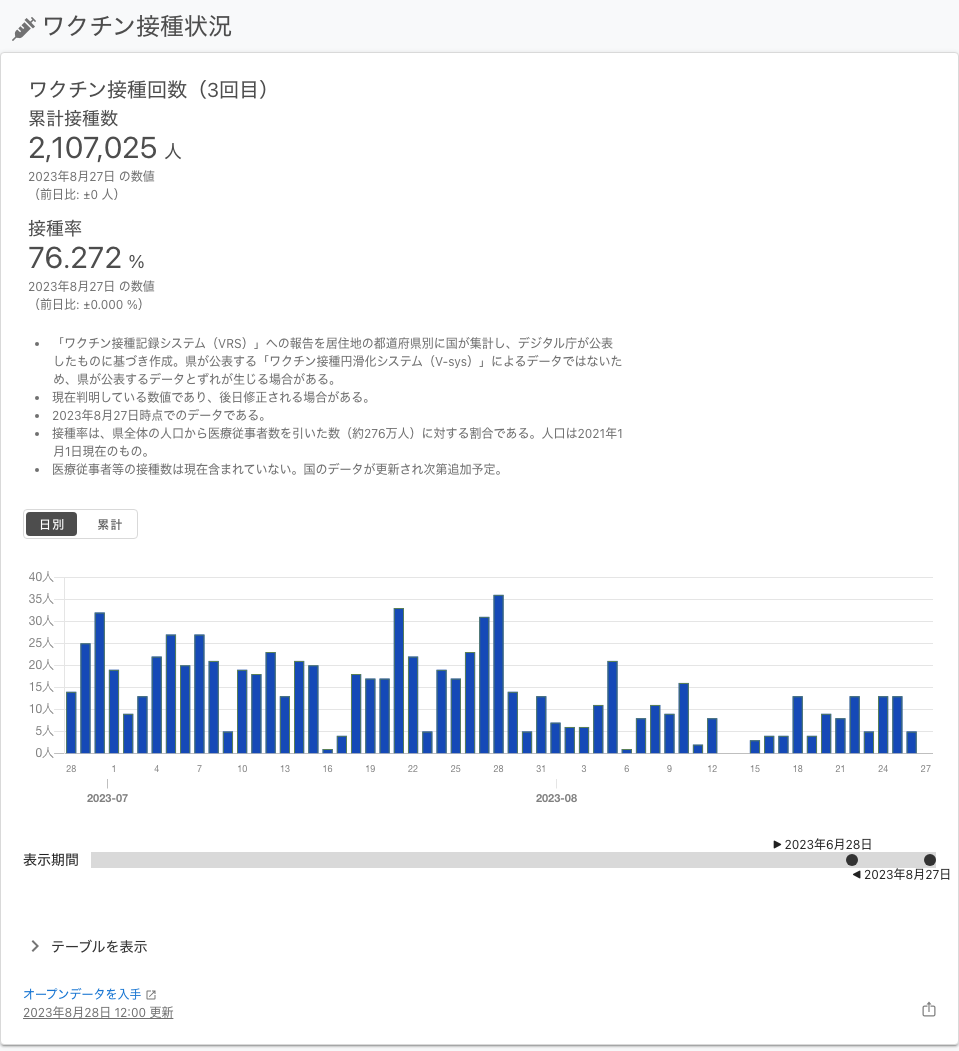 ワクチン接種状況
ワクチン接種回数（3回目）
累計接種数
2,107,025 人
2023年8月27日 の数値
（前日比: ±0 人）
接種率
76.272 %
2023年8月27日 の数値
（前日比: ±0.000 %）
• 「ワクチン接種記録システム（VRS）」への報告を居住地の都道府県別に国が集計し、デジタル庁が公表
したものに基づき作成。県が公表する「ワクチン接種円滑化システム（V-sys）」によるデータではないた
め、県が公表するデータとずれが生じる場合がある。
• 現在判明している数値であり、後日修正される場合がある。
• 2023年8月27日時点でのデータである。
• 接種率は、県全体の人口から医療従事者数を引いた数（約276万人）に対する割合である。人口は2021年1
月1日現在のもの。
• 医療従事者等の接種数は現在含まれていない。国のデータが更新され次第追加予定。
日別 累計
40人
35人
30人
25人
20人
15人
10人
5人
0人
28 1 4 7 10 13 16 19 22 25 28 31 3 6 9 12 15 18 21 24 27
2023-07 2023-08
2023年6月28日
表示期間
2023年8月27日
テーブルを表示
オープンデータを入手
2023年8月28日 12:00 更新